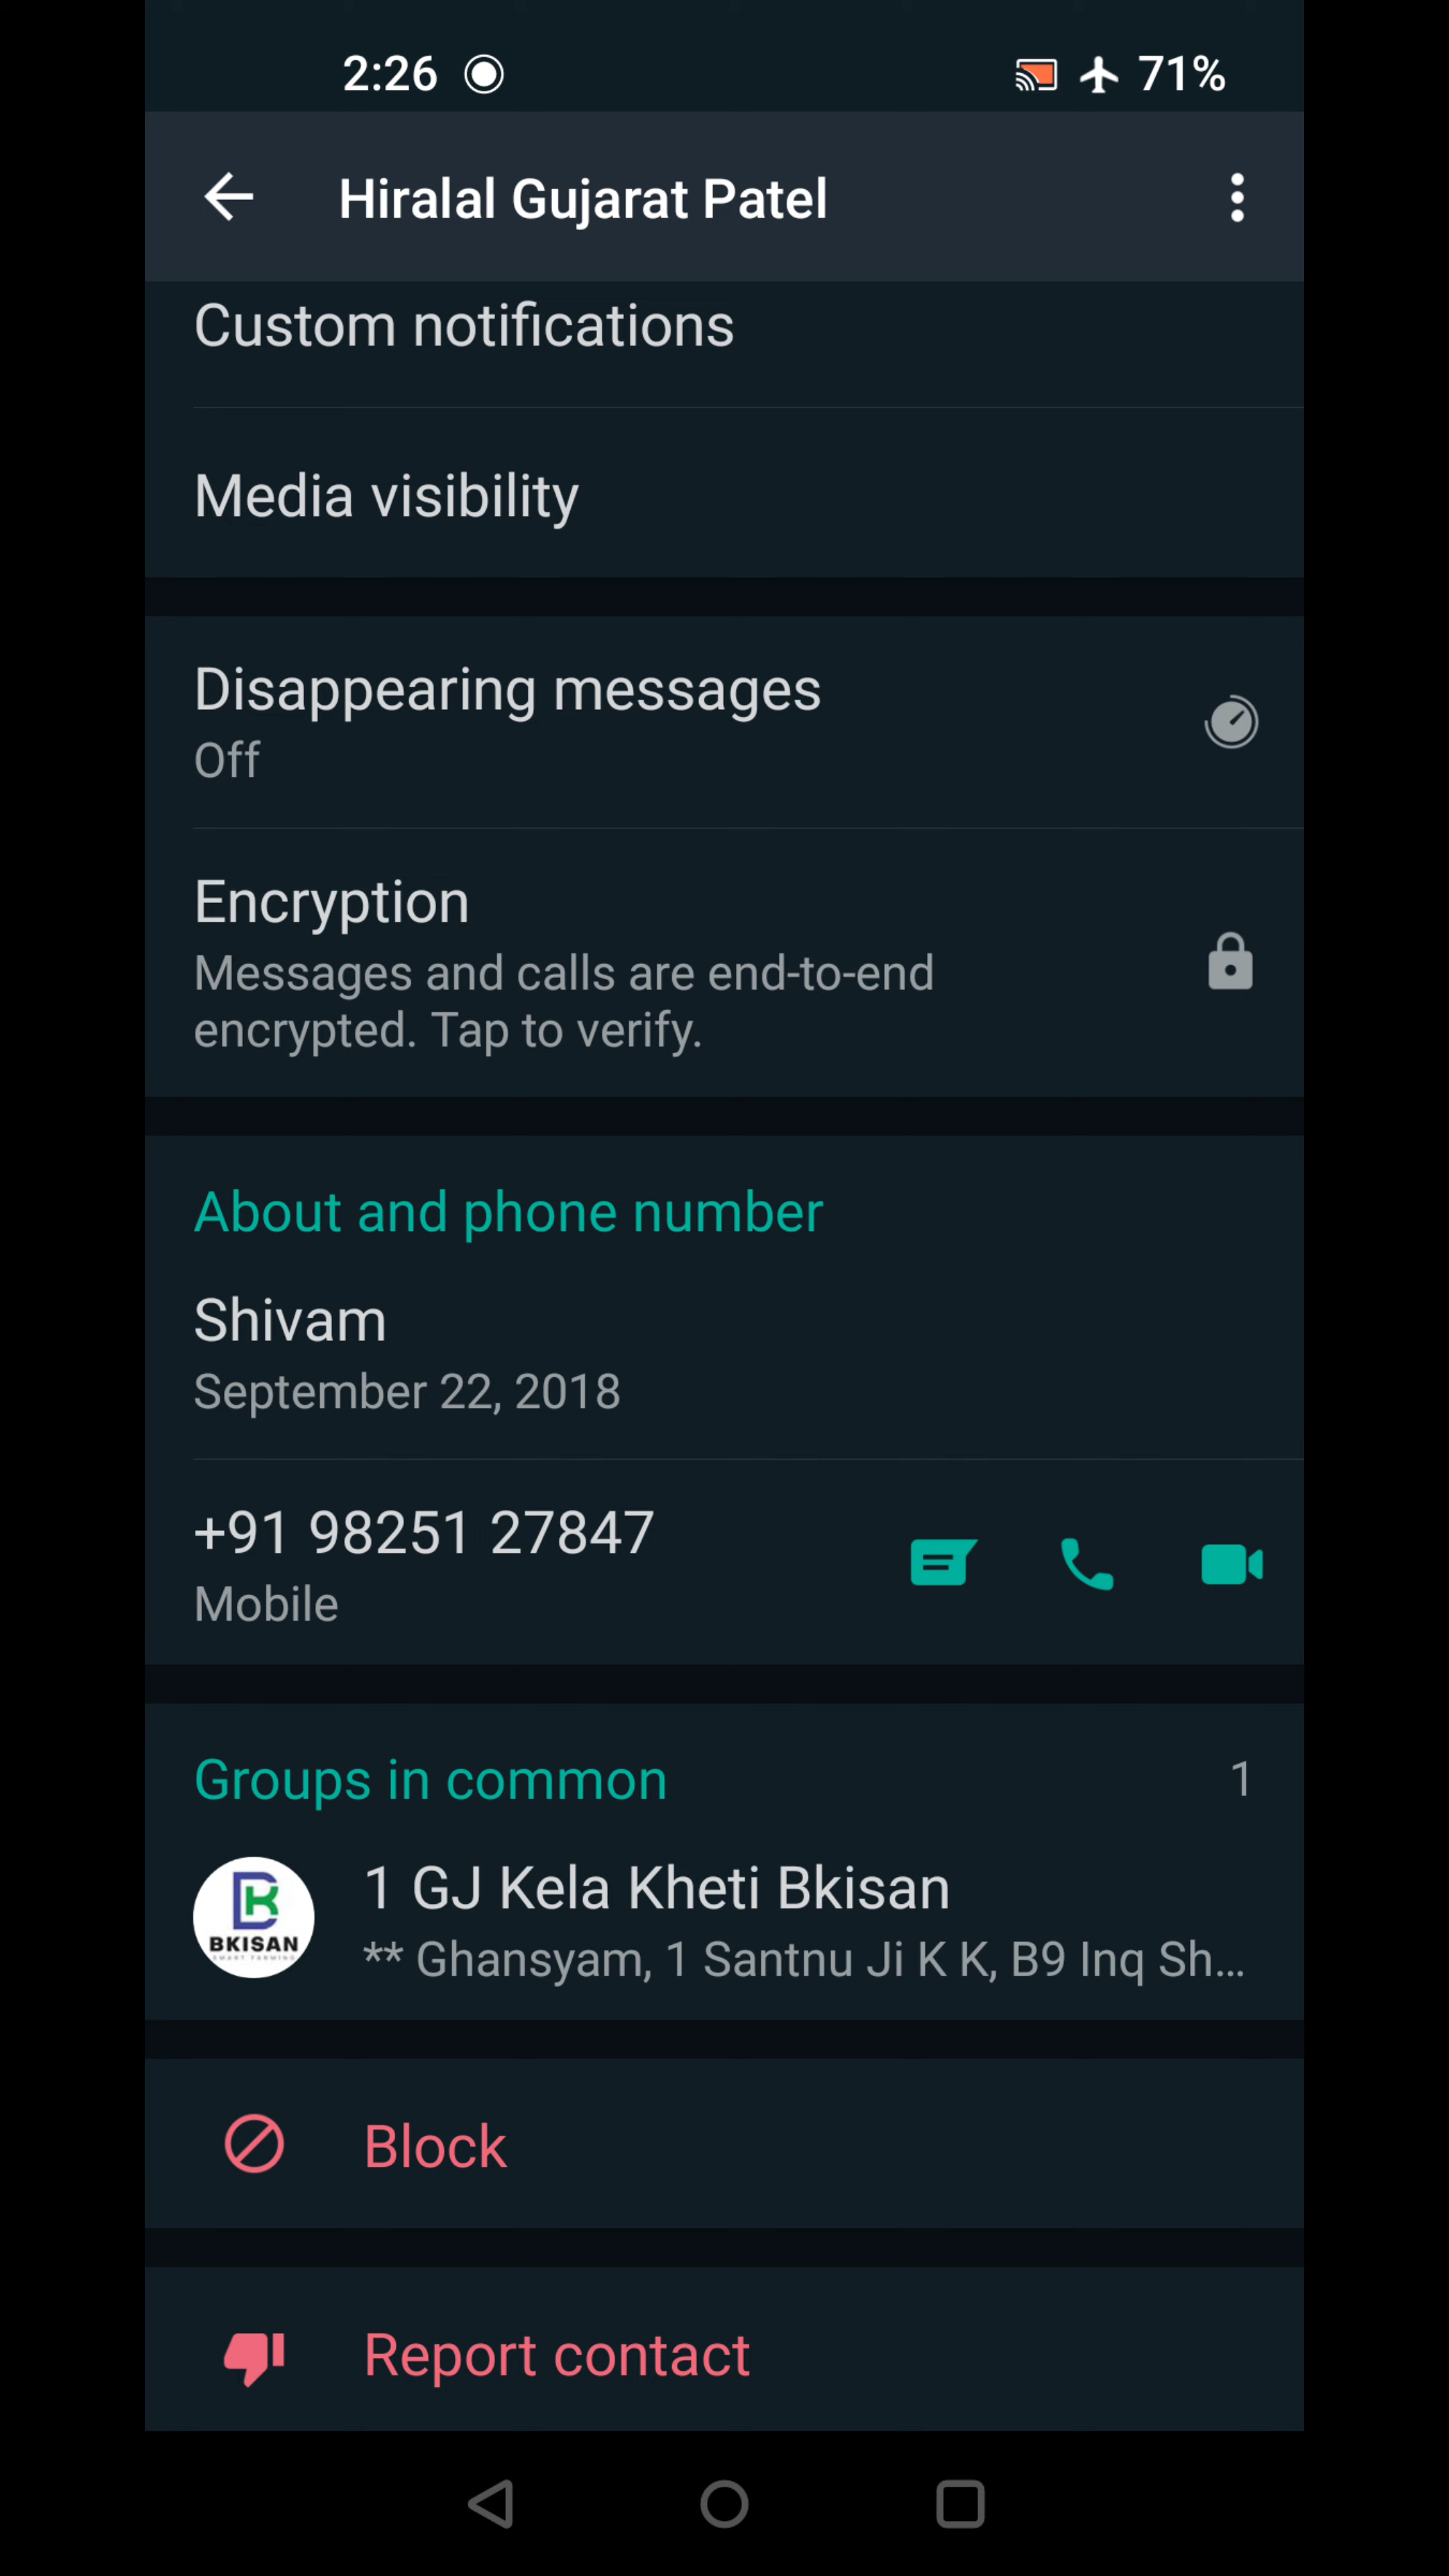 2:26
71%
Hiralal Gujarat Patel
Custom notifications
Media visibility
Disappearing messages
Off
Encryption
Messages and calls are end-to-end
encrypted. Tap to verify.
About and phone number
Shivam
September 22, 2018
+91 98251 27847
Mobile
Groups in common
1
BKISAN
SMART FARMING
1 GJ Kela Kheti Bkisan
** Ghansyam, 1 Santnu Ji K K, B9 Inq Sh...
Block
Report contact